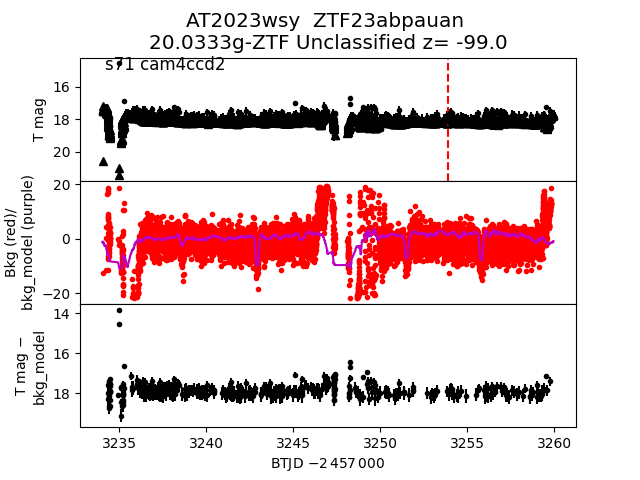 AT2023wsy  ZTF23abpauan
20.0333g-ZTF Unclassified z= -99.0
s71 cam4ccd2
T mag
16
18
20
Bkg (red)/
bkg_model (purple)
20
0
−20
T mag −
bkg_model
14
16
18
3235
3240
3245
3250
3255
3260
BTJD −2 457 000